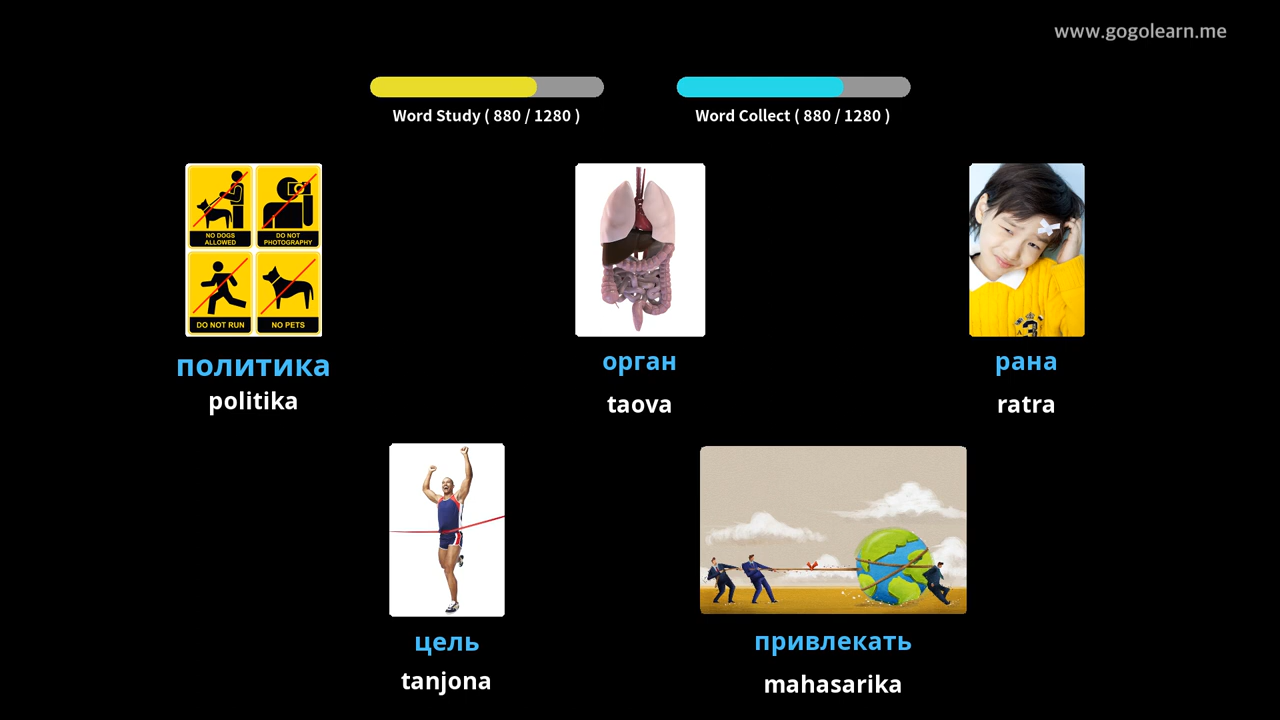 www.gogolearn.me
Word Study ( 880 / 1280 )
Word Collect ( 880 / 1280 )
NO DOGS
ALLOWED
DO NOT
PHOTOGRAPHY
DO NOT RUN
NO PETS
3
политика
politika
орган
taova
рана
ratra
цель
tanjona
привлекать
mahasarika